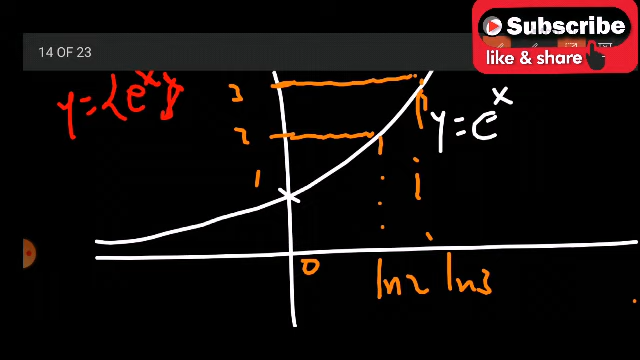 Subscribe
like & share
14 OF 23
y={e^x}
3
2
1
y=e^x
0
ln2 ln3